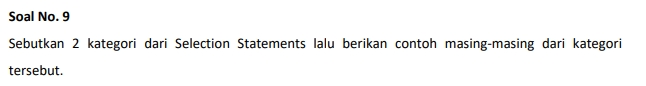 Soal No. 9
Sebutkan 2 kategori dari Selection Statements lalu berikan contoh masing-masing dari kategori
tersebut.